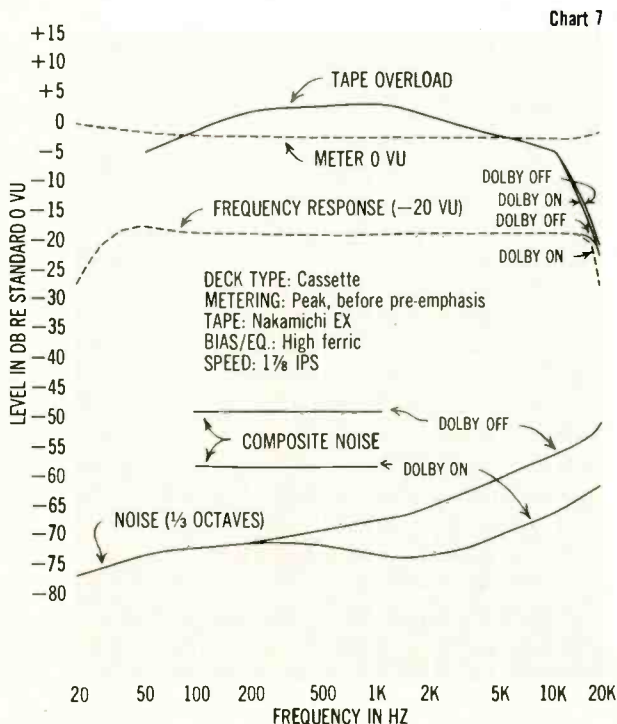 Chart 7
+15
+10
+5
0
−5
−10
−15
−20
−25
−30
−35
−40
−45
−50
−55
−60
−65
−70
−75
−80
LEVEL IN DB RE STANDARD 0 VU
TAPE OVERLOAD
METER 0 VU
DOLBY OFF
DOLBY ON
FREQUENCY RESPONSE (−20 VU)
DOLBY OFF
DOLBY ON
DECK TYPE: Cassette
METERING: Peak, before pre-emphasis
TAPE: Nakamichi EX
BIAS/EQ.: High ferric
SPEED: 1⅞ IPS
DOLBY OFF
COMPOSITE NOISE
DOLBY ON
NOISE (⅓ OCTAVES)
20 50 100 200 500 1K 2K 5K 10K 20K
FREQUENCY IN HZ